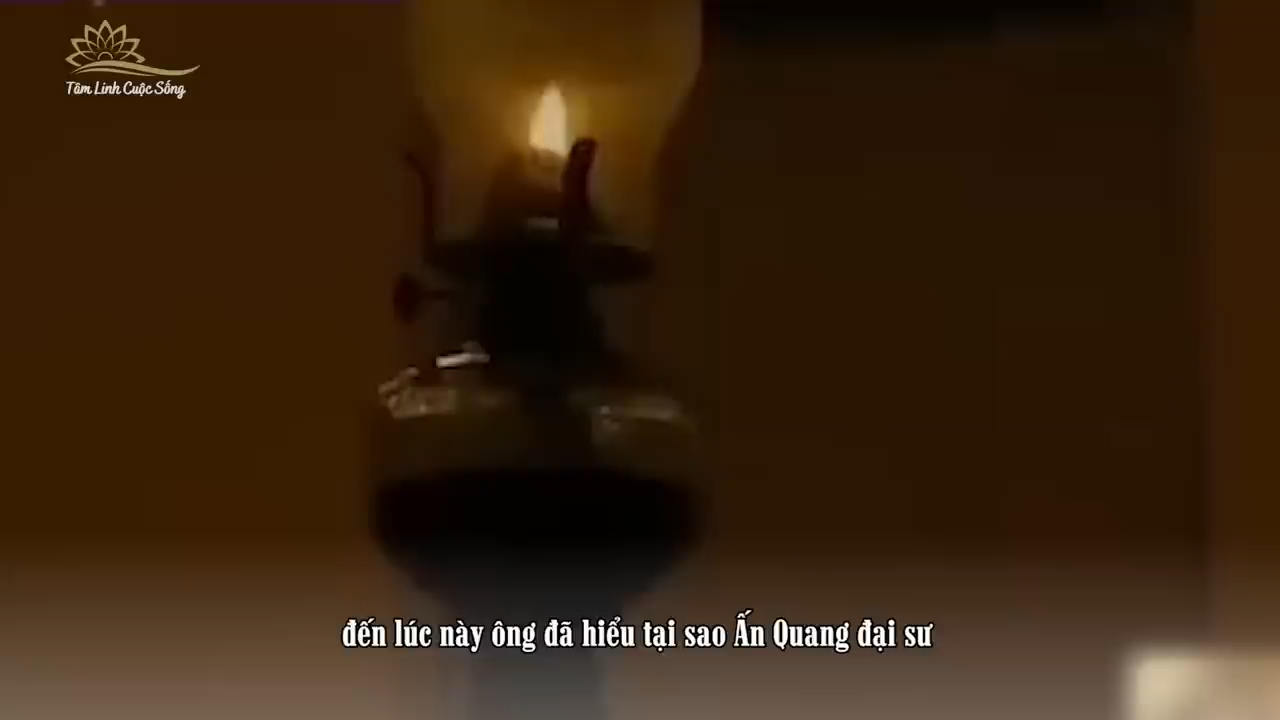 Tâm Linh Cuộc Sống
đến lúc này ông đã hiểu tại sao Ấn Quang đại sư